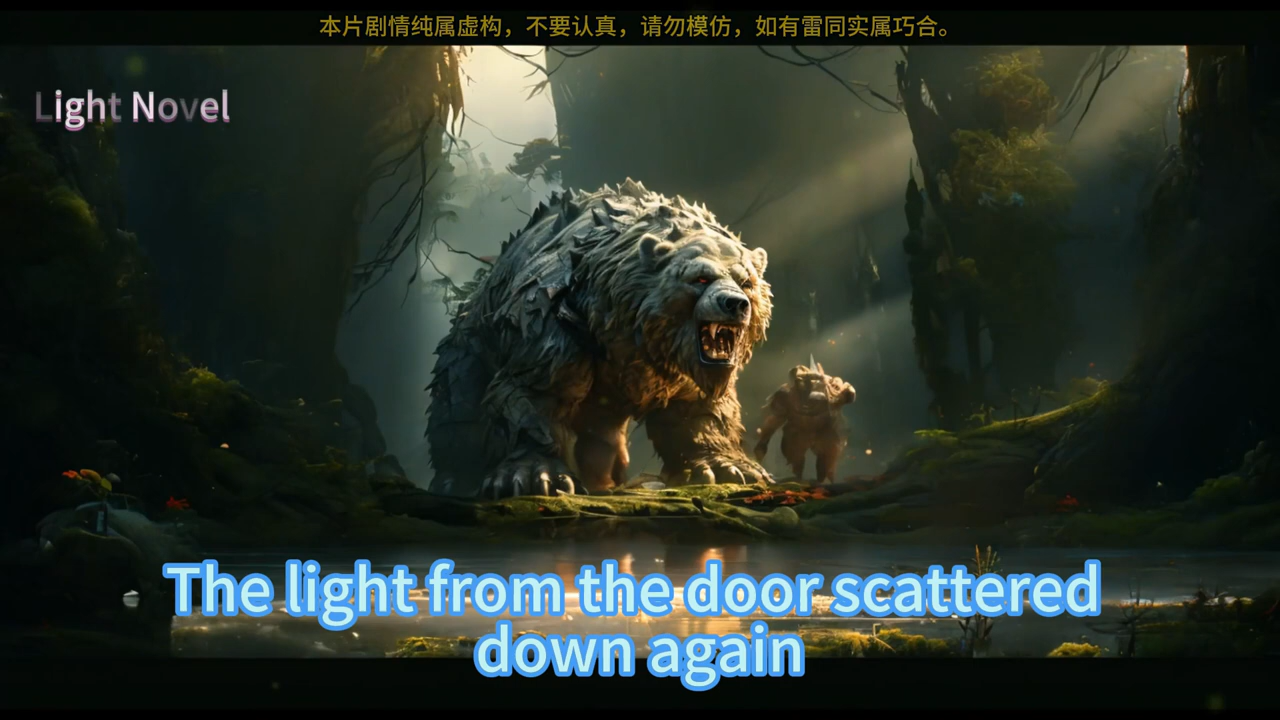 本片剧情纯属虚构，不要认真，请勿模仿，如有雷同实属巧合。
Light Novel
The light from the door scattered
down again